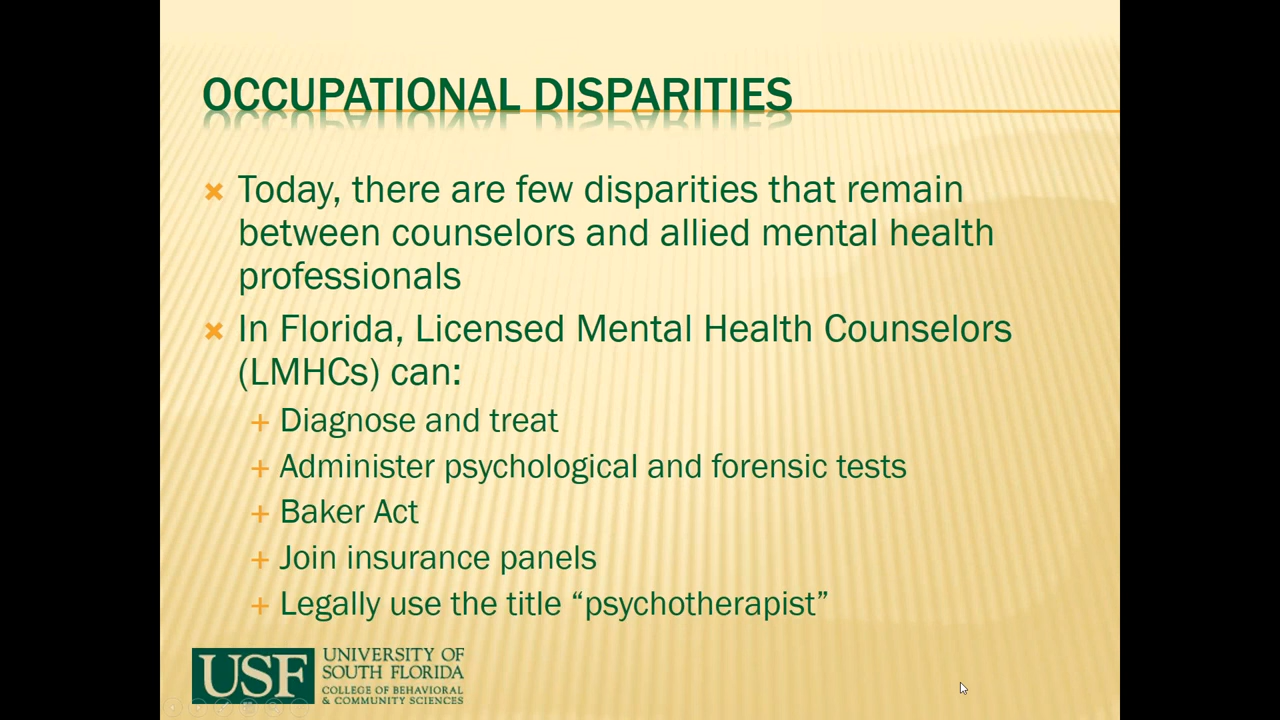 OCCUPATIONAL DISPARITIES
Today, there are few disparities that remain
between counselors and allied mental health
professionals
In Florida, Licensed Mental Health Counselors
(LMHCs) can:
Diagnose and treat
Administer psychological and forensic tests
Baker Act
Join insurance panels
Legally use the title “psychotherapist”
USF
UNIVERSITY OF
SOUTH FLORIDA
COLLEGE OF BEHAVIORAL
& COMMUNITY SCIENCES